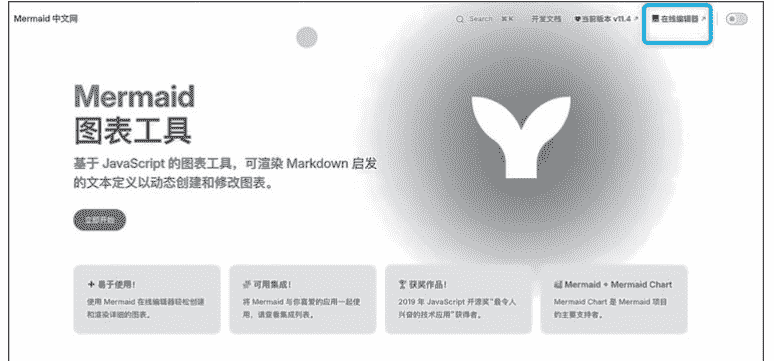 Mermaid 中文网
Search ⌘K
开发文档
♥当前版本 v11.4 ↗
🖥 在线编辑器 ↗
Mermaid
图表工具
基于 JavaScript 的图表工具，可渲染 Markdown 启发
的文本定义以动态创建和修改图表。
立即开始
➕ 易于使用！
使用 Mermaid 在线编辑器轻松创建
和渲染详细的图表。
🎉 可用集成！
将 Mermaid 与你喜爱的应用一起使
用，请查看集成列表。
🏆 获奖作品！
2019 年 JavaScript 开源奖"最令人
兴奋的技术应用"获得者。
🎊 Mermaid + Mermaid Chart
Mermaid Chart 是 Mermaid 项目
的主要支持者。